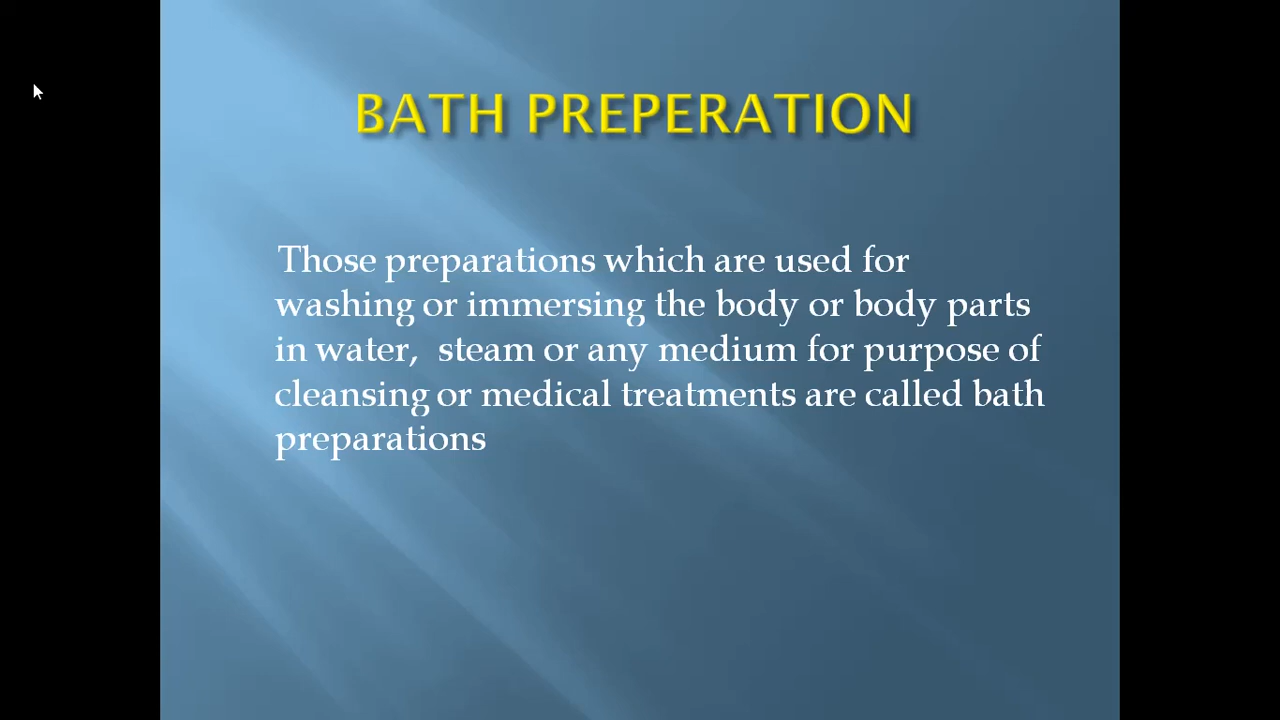 BATH PREPERATION
Those preparations which are used for
washing or immersing the body or body parts
in water,  steam or any medium for purpose of
cleansing or medical treatments are called bath
preparations